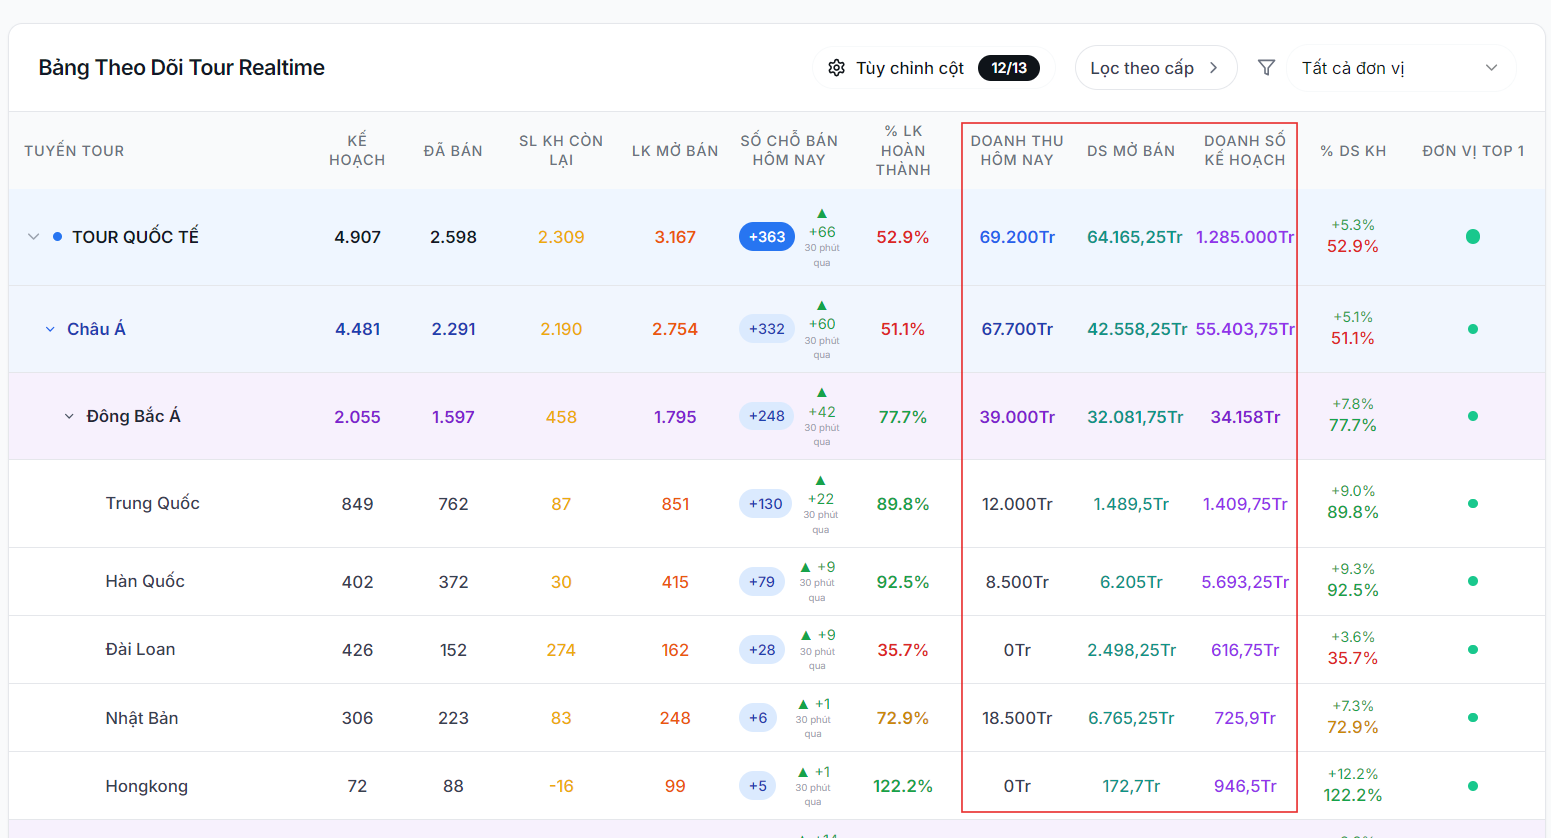 Bảng Theo Dõi Tour Realtime
Tùy chỉnh cột 12/13
Lọc theo cấp
Tất cả đơn vị
TUYẾN TOUR
KẾ HOẠCH
ĐÃ BÁN
SL KH CÒN LẠI
LK MỞ BÁN
SỐ CHỖ BÁN HÔM NAY
% LK HOÀN THÀNH
DOANH THU HÔM NAY
DS MỞ BÁN
DOANH SỐ KẾ HOẠCH
% DS KH
ĐƠN VỊ TOP 1
TOUR QUỐC TẾ 4.907 2.598 2.309 3.167 +363 ▲ +66 30 phút qua 52.9% 69.200Tr 64.165,25Tr 1.285.000Tr +5.3% 52.9%
Châu Á 4.481 2.291 2.190 2.754 +332 ▲ +60 30 phút qua 51.1% 67.700Tr 42.558,25Tr 55.403,75Tr +5.1% 51.1%
Đông Bắc Á 2.055 1.597 458 1.795 +248 ▲ +42 30 phút qua 77.7% 39.000Tr 32.081,75Tr 34.158Tr +7.8% 77.7%
Trung Quốc 849 762 87 851 +130 ▲ +22 30 phút qua 89.8% 12.000Tr 1.489,5Tr 1.409,75Tr +9.0% 89.8%
Hàn Quốc 402 372 30 415 +79 ▲ +9 30 phút qua 92.5% 8.500Tr 6.205Tr 5.693,25Tr +9.3% 92.5%
Đài Loan 426 152 274 162 +28 ▲ +9 30 phút qua 35.7% 0Tr 2.498,25Tr 616,75Tr +3.6% 35.7%
Nhật Bản 306 223 83 248 +6 ▲ +1 30 phút qua 72.9% 18.500Tr 6.765,25Tr 725,9Tr +7.3% 72.9%
Hongkong 72 88 -16 99 +5 ▲ +1 30 phút qua 122.2% 0Tr 172,7Tr 946,5Tr +12.2% 122.2%